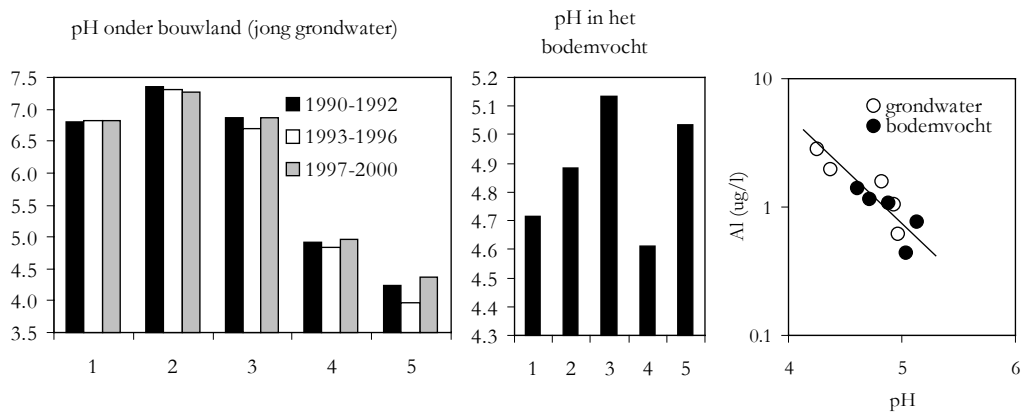 pH onder bouwland (jong grondwater)
7.5
7.0
6.5
6.0
5.5
5.0
4.5
4.0
3.5
1990-1992
1993-1996
1997-2000
1 2 3 4 5
pH in het
bodemvocht
5.2
5.1
5.0
4.9
4.8
4.7
4.6
4.5
4.4
4.3
1 2 3 4 5
10
1
0.1
Al (ug/l)
grondwater
bodemvocht
4 5 6
pH